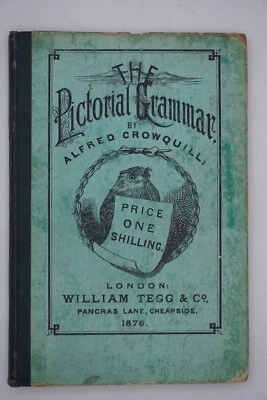 THE
Pictorial Grammar,
BY
ALFRED CROWQUILL;
PRICE
ONE
SHILLING.
LONDON:
WILLIAM TEGG & Co.
PANCRAS LANE, CHEAPSIDE.
1876.